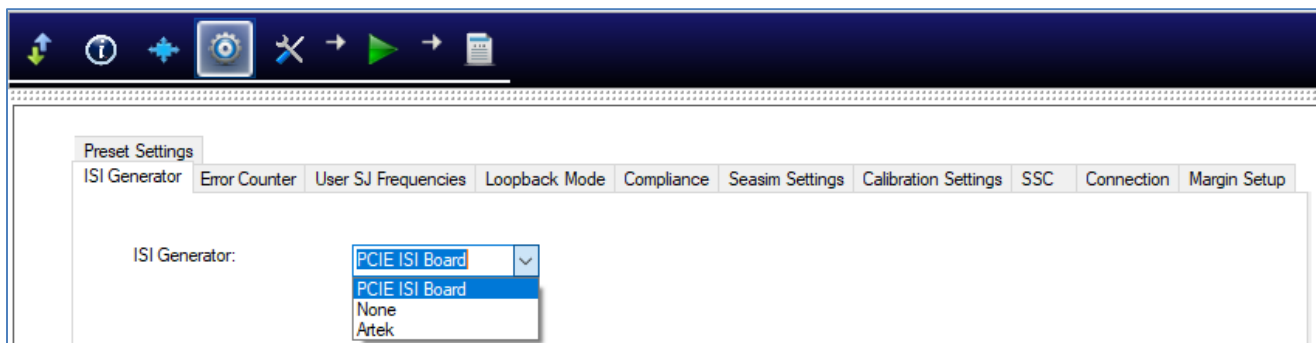 Preset Settings
ISI Generator Error Counter User SJ Frequencies Loopback Mode Compliance Seasim Settings Calibration Settings SSC Connection Margin Setup
ISI Generator: PCIE ISI Board
PCIE ISI Board
None
Artek